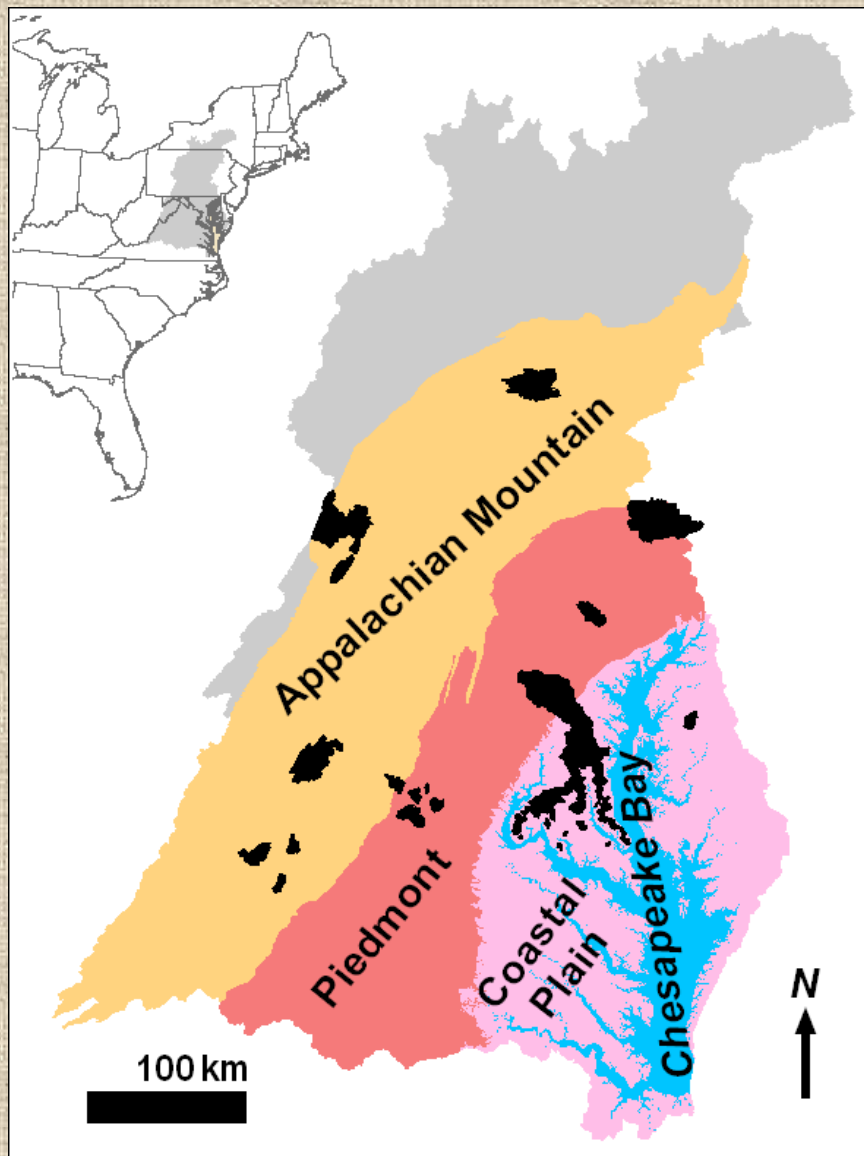 Appalachian Mountain
Piedmont
Coastal
Plain
Chesapeake Bay
N
100 km